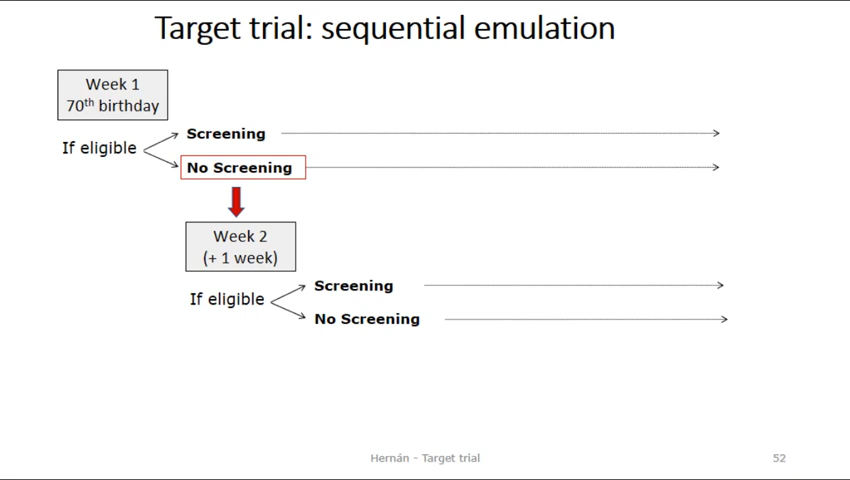 Target trial: sequential emulation
Week 1
70th birthday
If eligible
Screening
No Screening
Week 2
(+ 1 week)
If eligible
Screening
No Screening
Hernán - Target trial
52